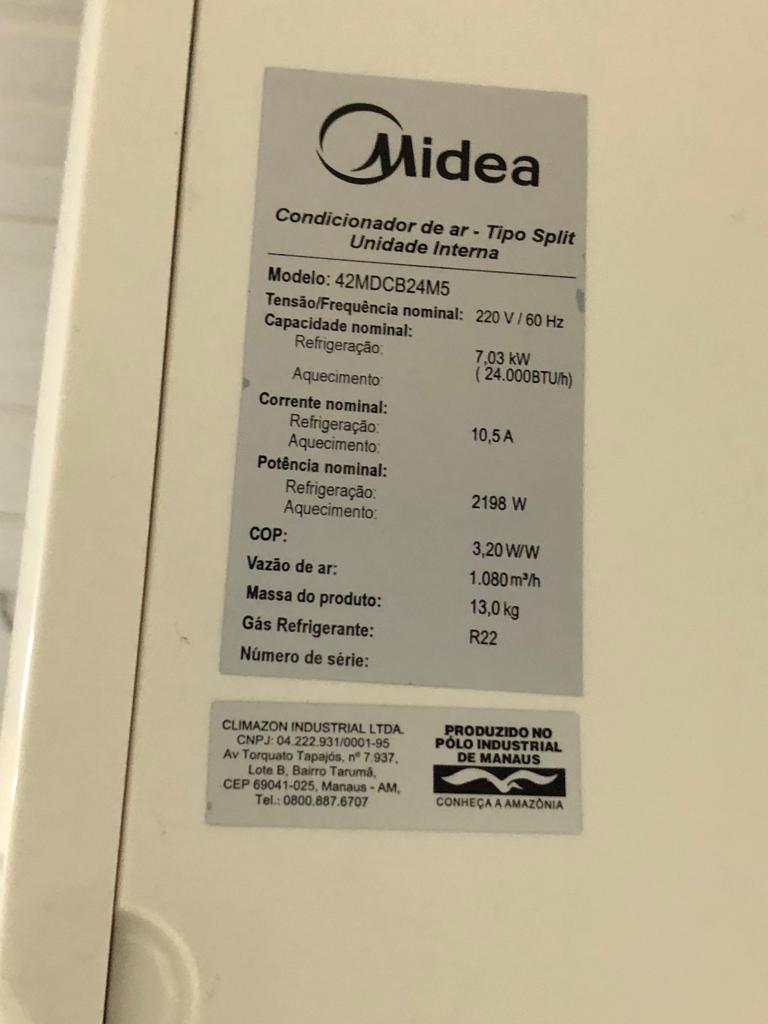 Midea
Condicionador de ar - Tipo Split
Unidade Interna
Modelo: 42MDCB24M5
Tensão/Frequência nominal: 220 V / 60 Hz
Capacidade nominal:
Refrigeração: 7,03 kW
( 24.000BTU/h)
Aquecimento:
Corrente nominal:
Refrigeração: 10,5 A
Aquecimento:
Potência nominal:
Refrigeração: 2198 W
Aquecimento:
COP: 3,20 W/W
Vazão de ar: 1.080 m³/h
Massa do produto: 13,0 kg
Gás Refrigerante: R22
Número de série:
CLIMAZON INDUSTRIAL LTDA.
CNPJ: 04.222.931/0001-95
Av Torquato Tapajós, nº 7.937,
Lote B, Bairro Tarumã,
CEP 69041-025, Manaus - AM,
Tel.: 0800.887.6707
PRODUZIDO NO
PÓLO INDUSTRIAL
DE MANAUS
CONHEÇA A AMAZÔNIA